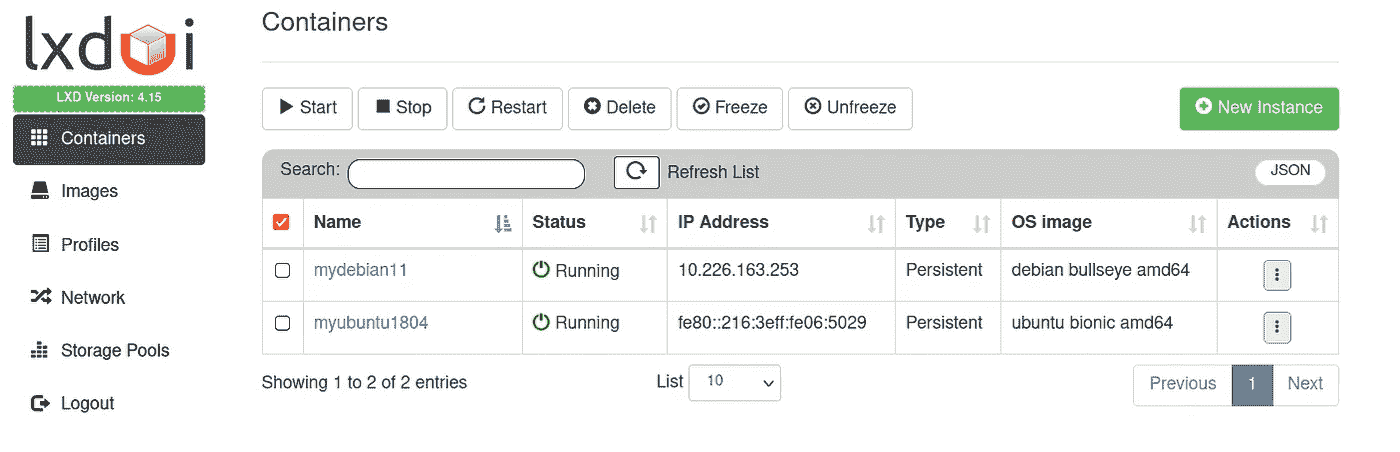 lxdui
LXD Version: 4.15
Containers
Images
Profiles
Network
Storage Pools
Logout
Containers
Start Stop Restart Delete Freeze Unfreeze New Instance
Search: Refresh List JSON
Name Status IP Address Type OS image Actions
mydebian11 Running 10.226.163.253 Persistent debian bullseye amd64
myubuntu1804 Running fe80::216:3eff:fe06:5029 Persistent ubuntu bionic amd64
Showing 1 to 2 of 2 entries List 10 Previous 1 Next